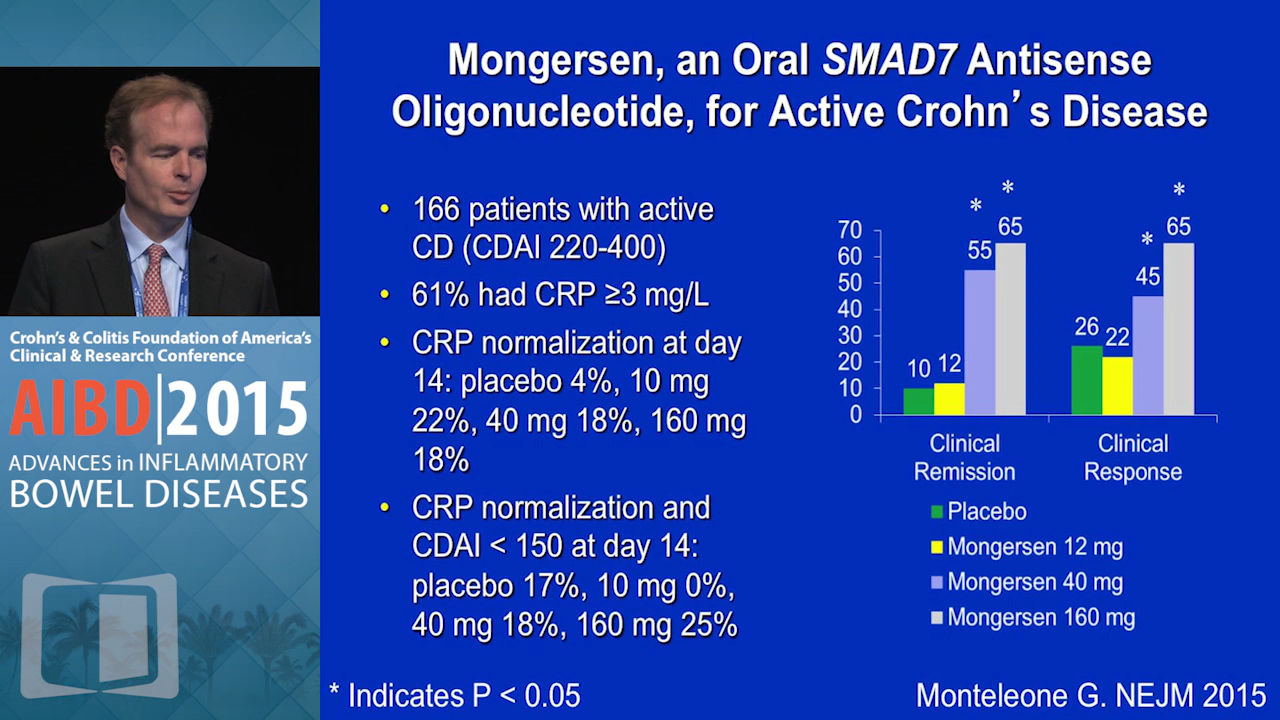 Mongersen, an Oral SMAD7 Antisense
Oligonucleotide, for Active Crohn's Disease
• 166 patients with active
CD (CDAI 220-400)
• 61% had CRP ≥3 mg/L
• CRP normalization at day
14: placebo 4%, 10 mg
22%, 40 mg 18%, 160 mg
18%
• CRP normalization and
CDAI < 150 at day 14:
placebo 17%, 10 mg 0%,
40 mg 18%, 160 mg 25%
70
60
50
40
30
20
10
0
10
12
55
*
65
*
26
22
45
*
65
*
Clinical
Remission
Clinical
Response
Placebo
Mongersen 12 mg
Mongersen 40 mg
Mongersen 160 mg
* Indicates P < 0.05
Monteleone G. NEJM 2015
Crohn's & Colitis Foundation of America's
Clinical & Research Conference
AIBD|2015
ADVANCES in INFLAMMATORY
BOWEL DISEASES